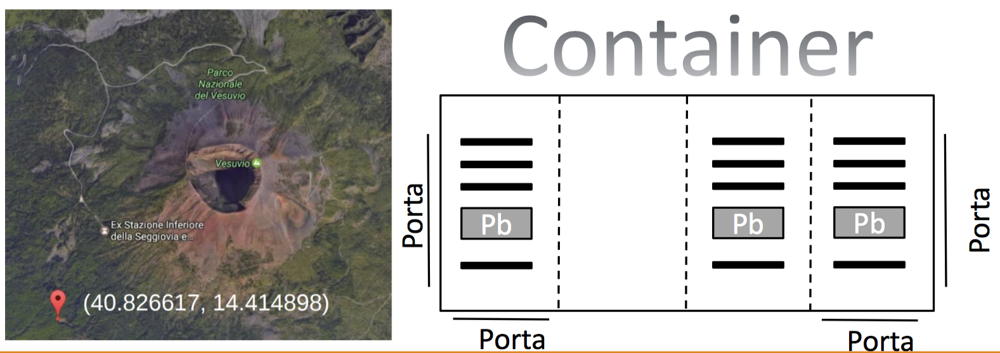 Container
Parco
Nazionale
del Vesuvio
Vesuvio
Ex Stazione Inferiore
della Seggiovia e...
(40.826617, 14.414898)
Porta
Pb
Pb
Pb
Porta
Porta
Porta